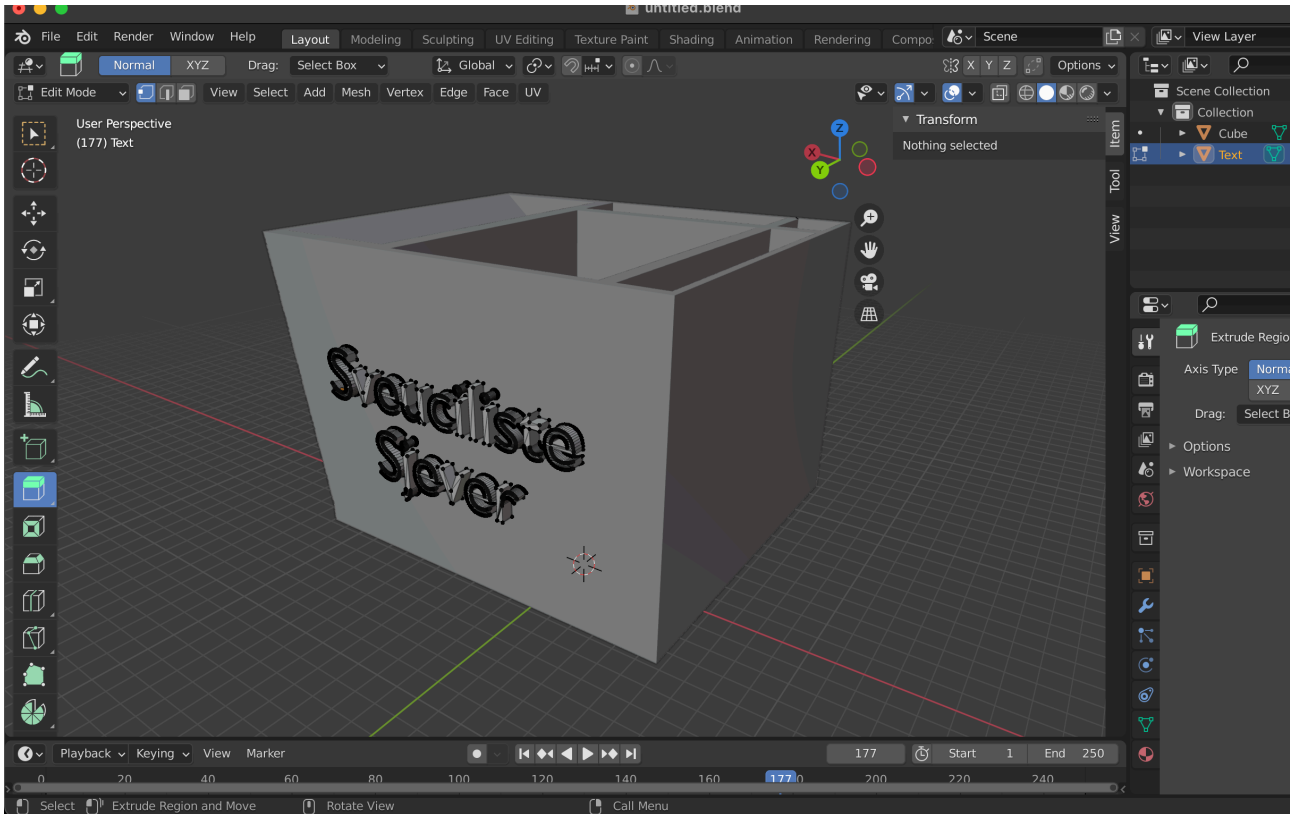 untitled.blend
File Edit Render Window Help Layout Modeling Sculpting UV Editing Texture Paint Shading Animation Rendering Compo Scene View Layer
Normal XYZ Drag: Select Box Global X Y Z Options
Edit Mode View Select Add Mesh Vertex Edge Face UV
User Perspective
(177) Text
Transform
Nothing selected
Item
Tool
View
Z
X
Y
Scene Collection
Collection
Cube
Text
Extrude Regio
Axis Type Norma
XYZ
Drag: Select B
Options
Workspace
Sever
Playback Keying View Marker 177 Start 1 End 250
0 20 40 60 80 100 120 140 160 177 0 200 220 240
Select Extrude Region and Move Rotate View Call Menu